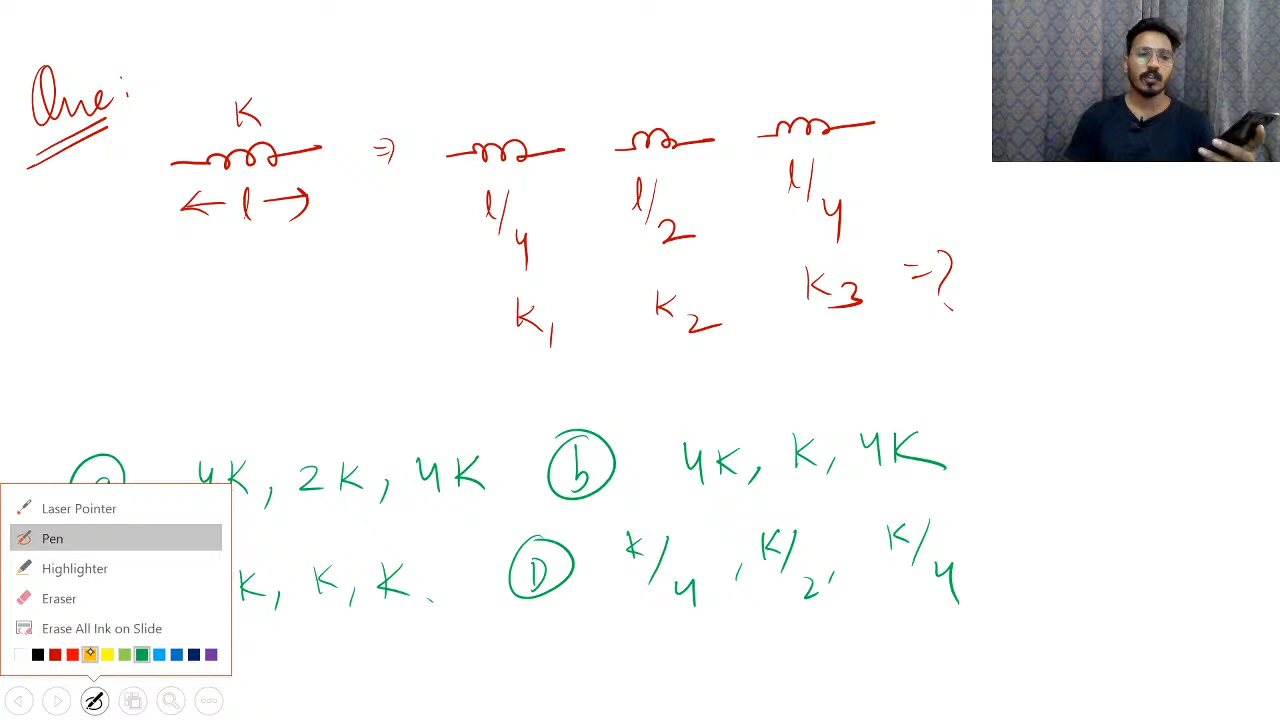 Que:
K
⇒
l
l/4 l/2 l/4
K1 K2 K3 =?
4K, 2K, 4K (b) 4K, K, 4K
K, K, K. (D) K/4, K/2, K/4
Laser Pointer
Pen
Highlighter
Eraser
Erase All Ink on Slide